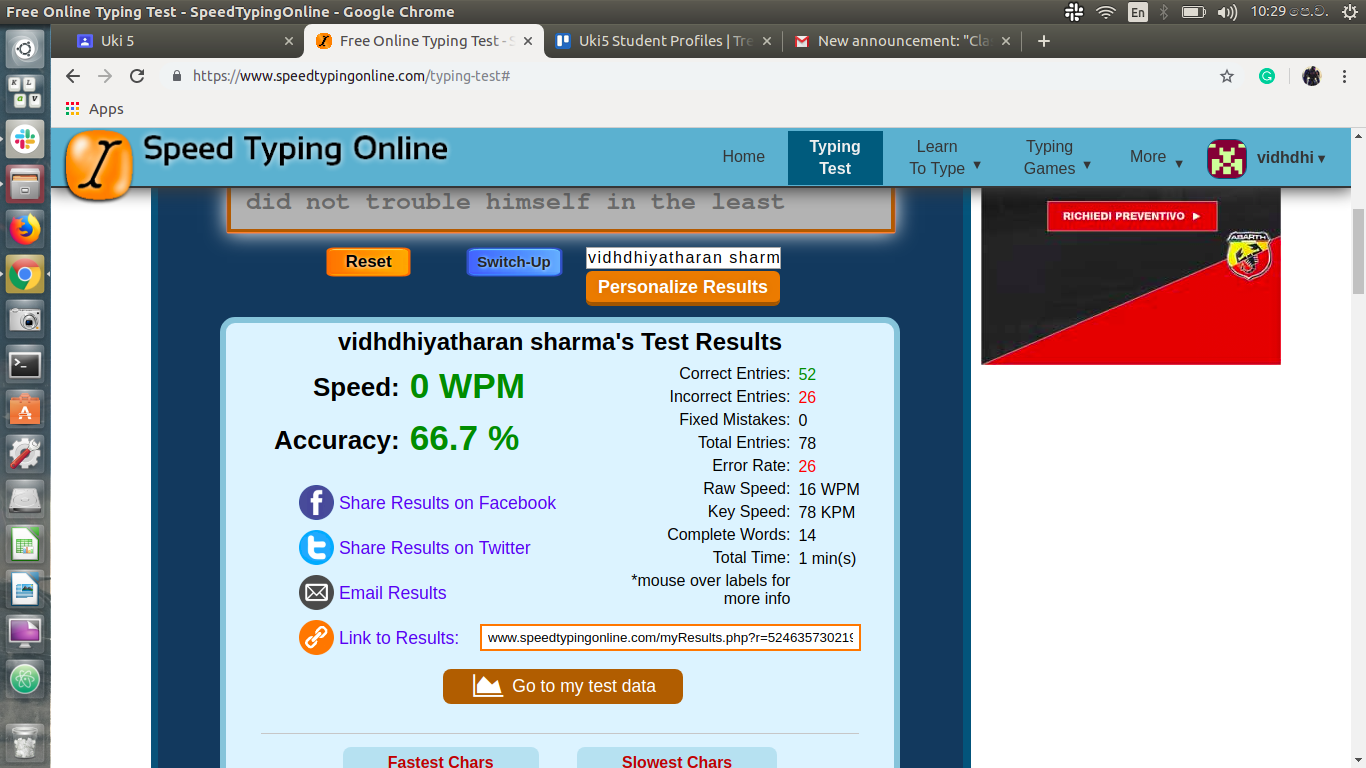 Free Online Typing Test - SpeedTypingOnline - Google Chrome
En
10:29 පෙ.ව.
Uki 5
Free Online Typing Test - S
Uki5 Student Profiles | Tre
New announcement: "Cla
https://www.speedtypingonline.com/typing-test#
Apps
Speed Typing Online
Home
Typing Test
Learn To Type ▼
Typing Games ▼
More ▼
vidhdhi ▾
did not trouble himself in the least
Reset
Switch-Up
vidhdhiyatharan sharm
Personalize Results
RICHIEDI PREVENTIVO ►
ABARTH
vidhdhiyatharan sharma's Test Results
Speed: 0 WPM
Accuracy: 66.7 %
Share Results on Facebook
Share Results on Twitter
Email Results
Link to Results: www.speedtypingonline.com/myResults.php?r=524635730219
Correct Entries: 52
Incorrect Entries: 26
Fixed Mistakes: 0
Total Entries: 78
Error Rate: 26
Raw Speed: 16 WPM
Key Speed: 78 KPM
Complete Words: 14
Total Time: 1 min(s)
*mouse over labels for
more info
Go to my test data
Fastest Chars
Slowest Chars